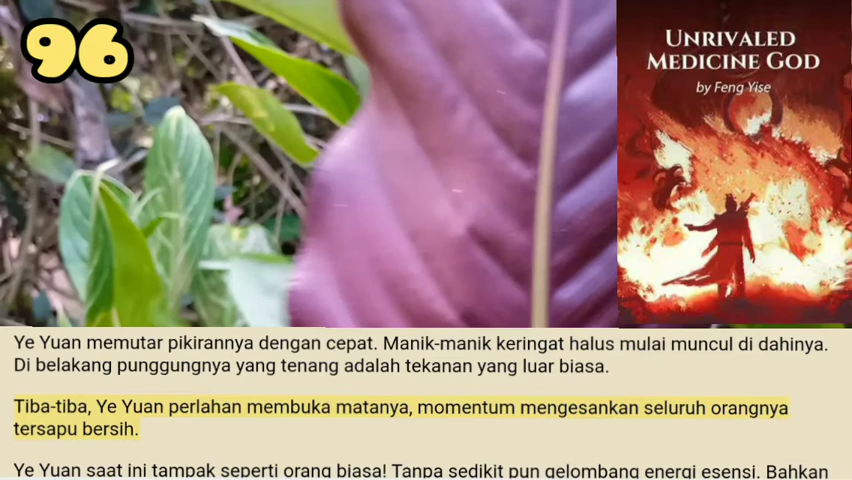 96
UNRIVALED
MEDICINE GOD
by Feng Yise
Ye Yuan memutar pikirannya dengan cepat. Manik-manik keringat halus mulai muncul di dahinya.
Di belakang punggungnya yang tenang adalah tekanan yang luar biasa.
Tiba-tiba, Ye Yuan perlahan membuka matanya, momentum mengesankan seluruh orangnya
tersapu bersih.
Ye Yuan saat ini tampak seperti orang biasa! Tanpa sedikit pun gelombang energi esensi. Bahkan